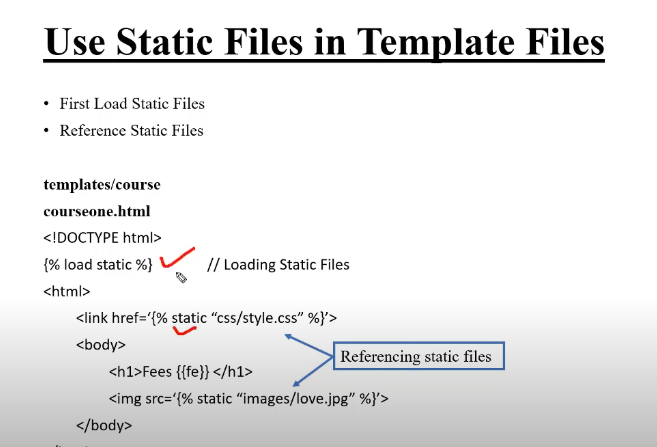 Use Static Files in Template Files
• First Load Static Files
• Reference Static Files
templates/course
courseone.html
<!DOCTYPE html>
{% load static %} // Loading Static Files
<html>
<link href=‘{% static “css/style.css” %}’>
<body>
Referencing static files
<h1>Fees {{fe}} </h1>
<img src=‘{% static “images/love.jpg” %}’>
</body>